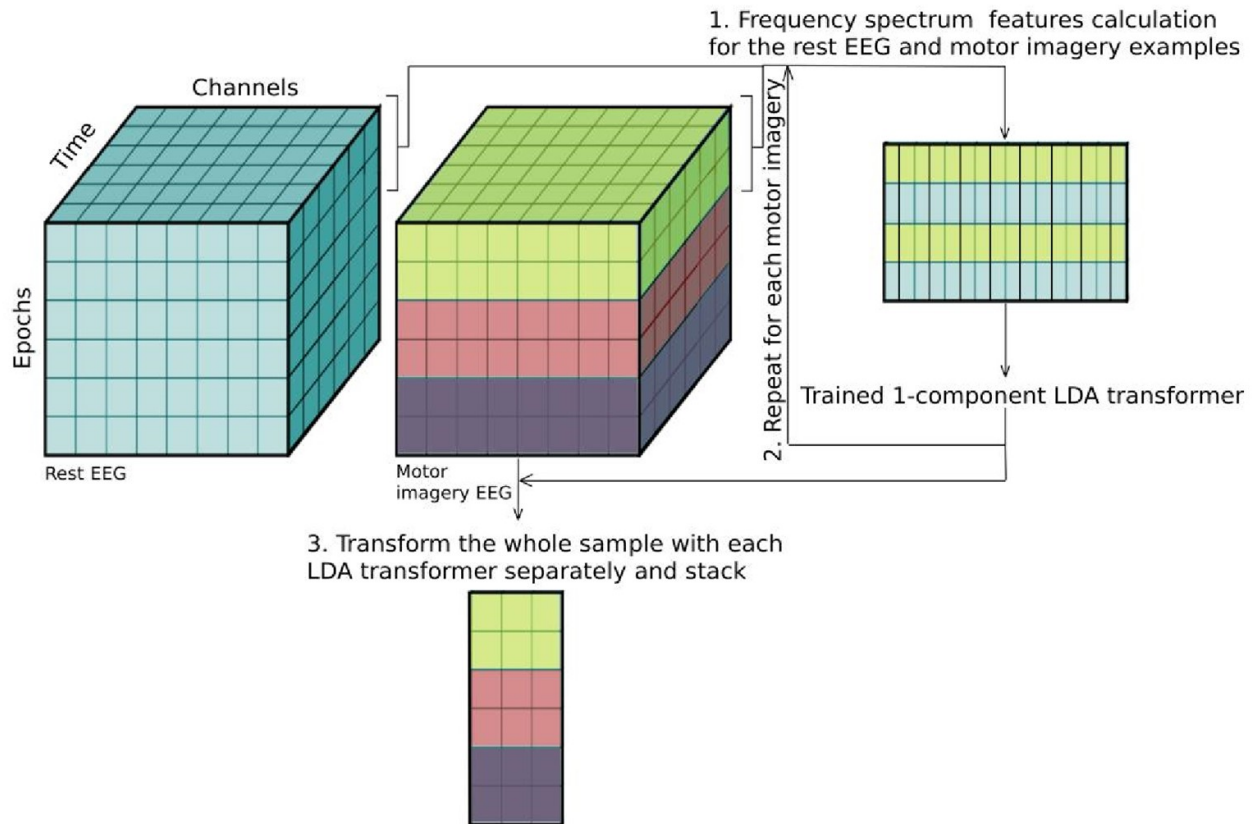 1. Frequency spectrum features calculation
for the rest EEG and motor imagery examples
Channels
Time
Epochs
2. Repeat for each motor imagery
Trained 1-component LDA transformer
Rest EEG
Motor
imagery EEG
3. Transform the whole sample with each
LDA transformer separately and stack